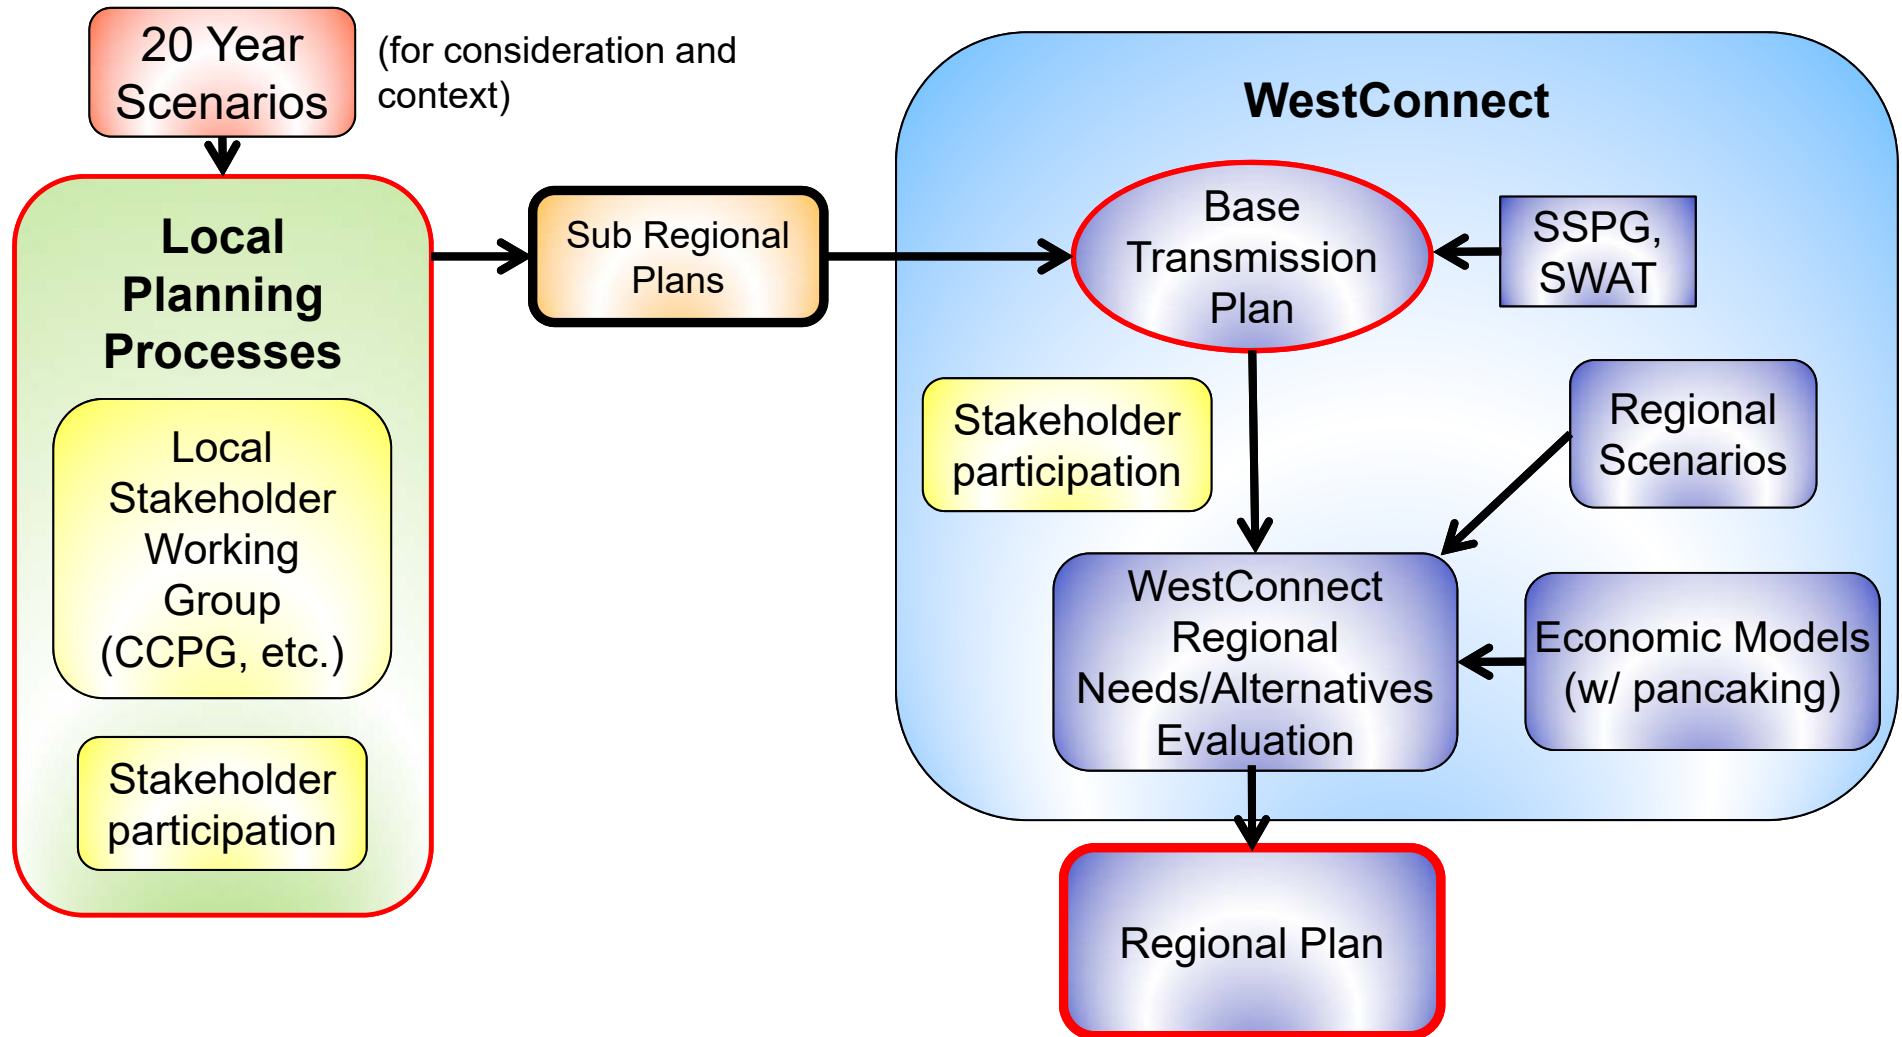 20 Year
Scenarios
(for consideration and
context)
Local
Planning
Processes
Local
Stakeholder
Working
Group
(CCPG, etc.)
Stakeholder
participation
Sub Regional
Plans
WestConnect
Base
Transmission
Plan
SSPG,
SWAT
Stakeholder
participation
Regional
Scenarios
WestConnect
Regional
Needs/Alternatives
Evaluation
Economic Models
(w/ pancaking)
Regional Plan